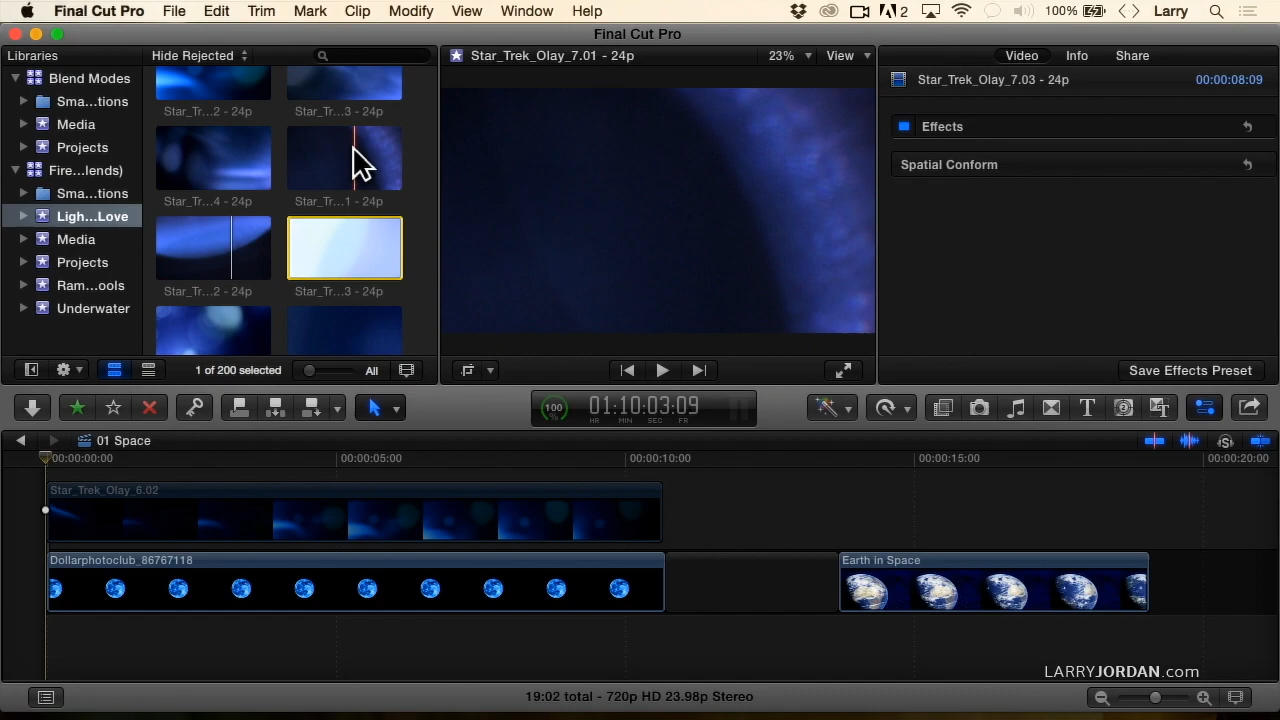 Final Cut Pro File Edit Trim Mark Clip Modify View Window Help 2 100% Larry
Final Cut Pro
Libraries Hide Rejected Star_Trek_Olay_7.01 - 24p 23% View Video Info Share
Blend Modes
Sma...tions
Media
Projects
Fire...lends)
Sma...tions
Ligh...Love
Media
Projects
Ram...ools
Underwater
Star_Tr...2 - 24p Star_Tr...3 - 24p
Star_Tr...4 - 24p Star_Tr...1 - 24p
Star_Tr...2 - 24p Star_Tr...3 - 24p
Star_Trek_Olay_7.03 - 24p 00:00:08:09
Effects
Spatial Conform
1 of 200 selected All Save Effects Preset
100 % 01:10:03:09
HR MIN SEC FR
01 Space
00:00:00:00 00:00:05:00 00:00:10:00 00:00:15:00 00:00:20:00
Star_Trek_Olay_6.02
Dollarphotoclub_86767118 Earth in Space
LARRYJORDAN.com
19:02 total - 720p HD 23.98p Stereo